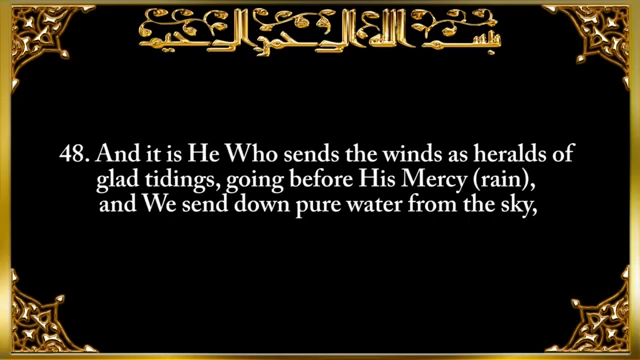 بسم الله الرحمن الرحيم
48. And it is He Who sends the winds as heralds of
glad tidings, going before His Mercy (rain),
and We send down pure water from the sky,